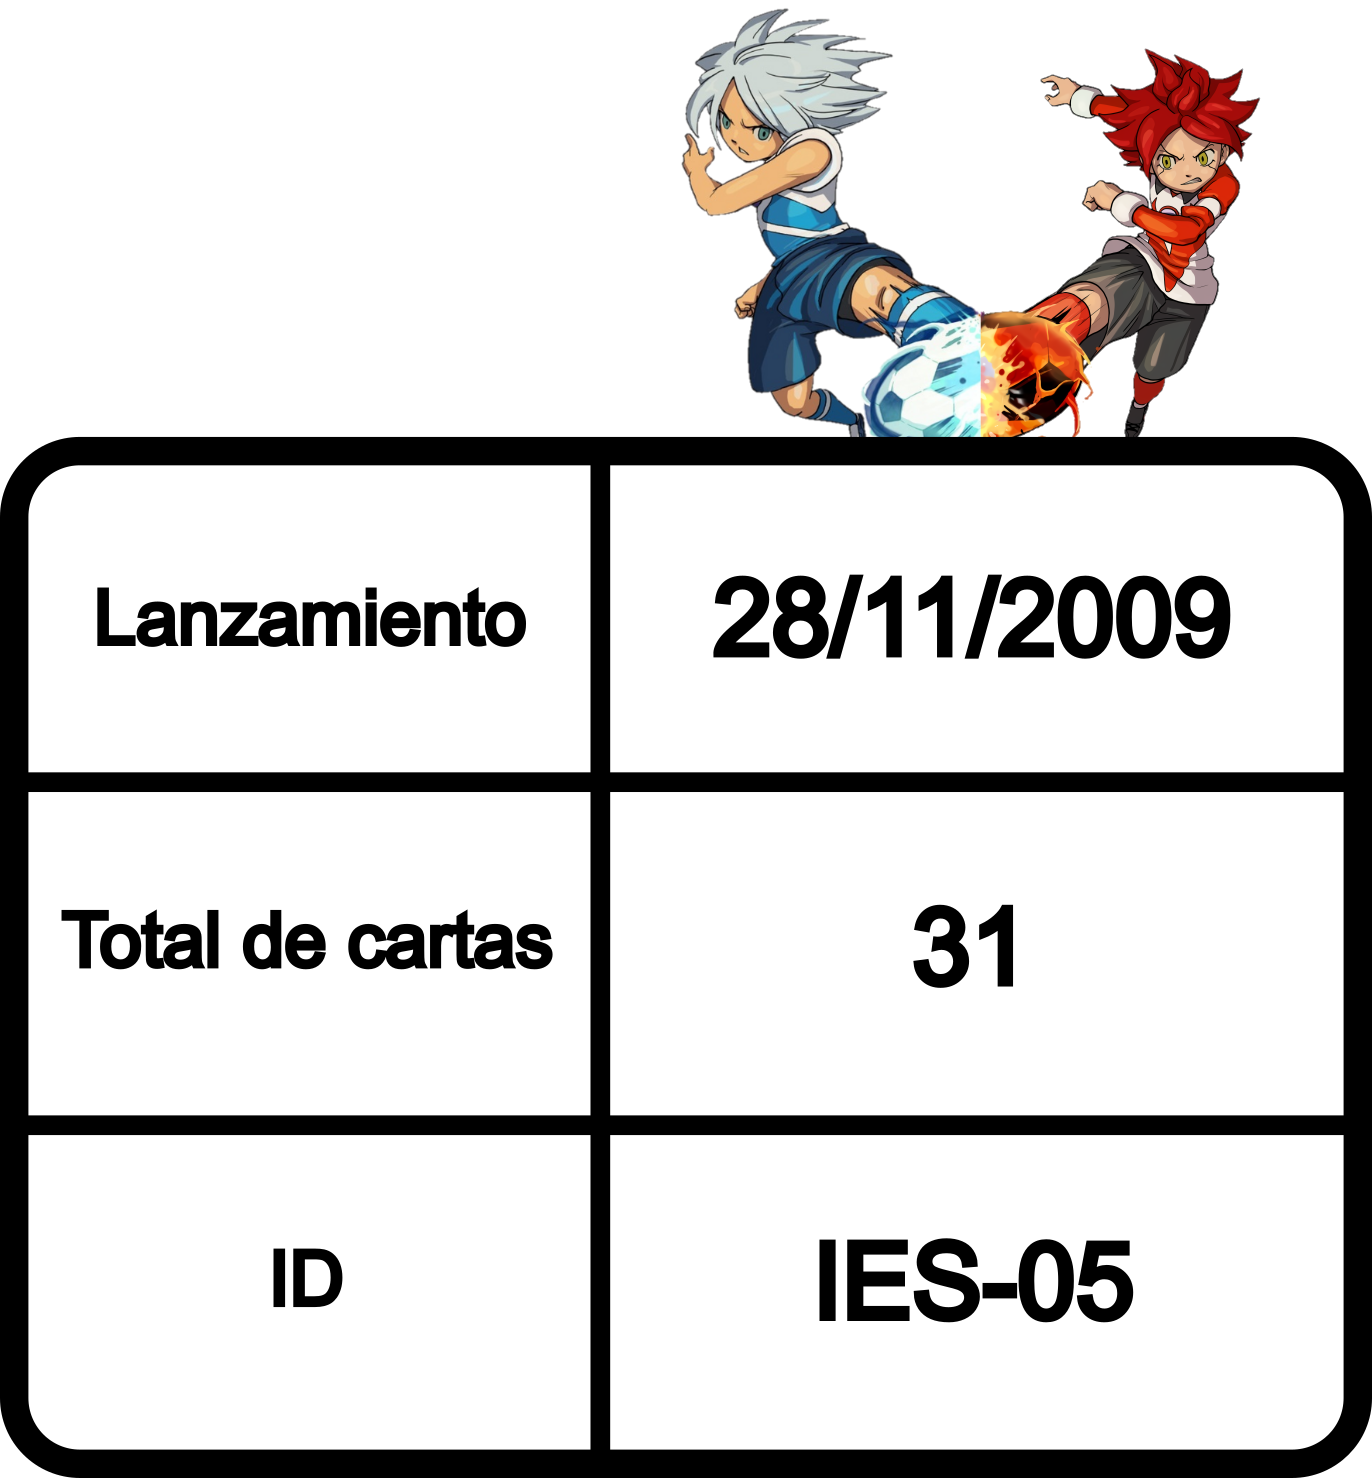 Lanzamiento
28/11/2009
Total de cartas
31
ID
IES-05